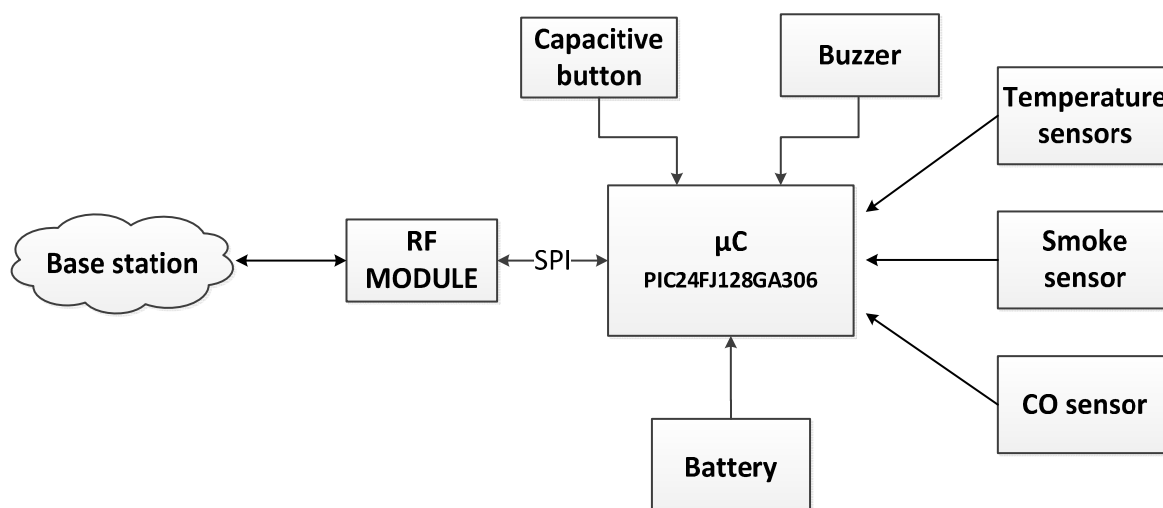 Capacitive
button
Buzzer
Temperature
sensors
Base station
RF
MODULE
SPI
µC
PIC24FJ128GA306
Smoke
sensor
CO sensor
Battery